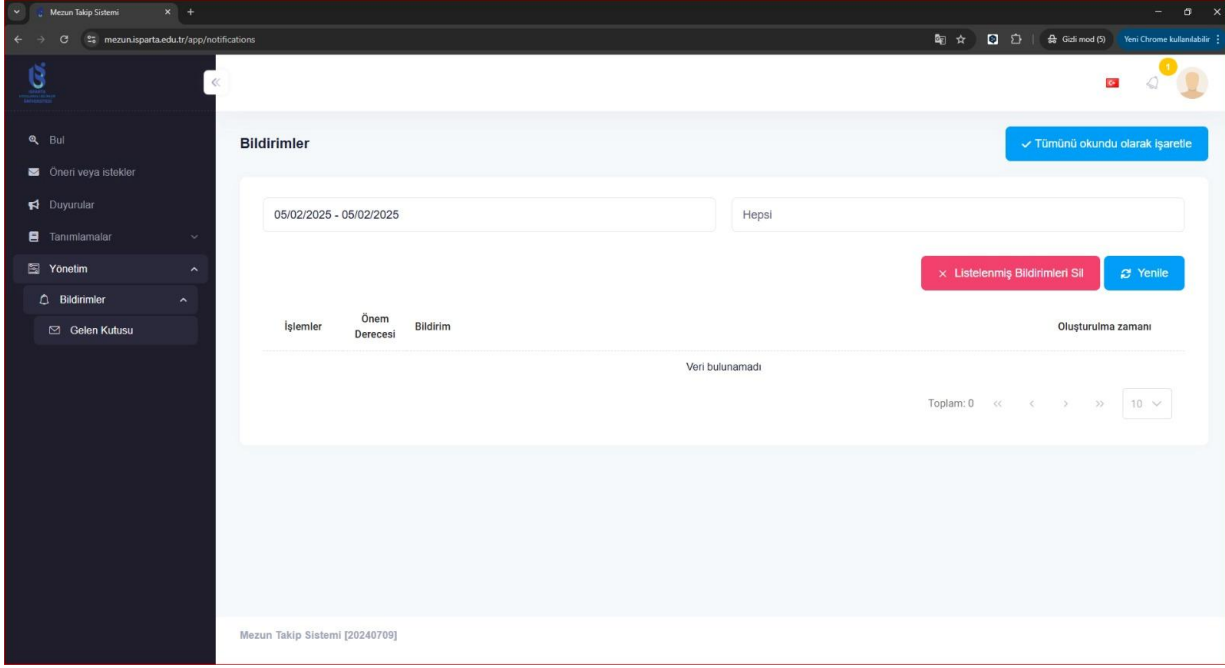 Mezun Takip Sistemi
mezun.isparta.edu.tr/app/notifications
Gizli mod (5)
Yeni Chrome kullanılabilir
1
Bul
Öneri veya istekler
Duyurular
Tanımlamalar
Yönetim
Bildirimler
Gelen Kutusu
Bildirimler
Tümünü okundu olarak işaretle
05/02/2025 - 05/02/2025
Hepsi
Listelenmiş Bildirimleri Sil
Yenile
İşlemler
Önem
Derecesi
Bildirim
Oluşturulma zamanı
Veri bulunamadı
Toplam: 0
10
Mezun Takip Sistemi [20240709]